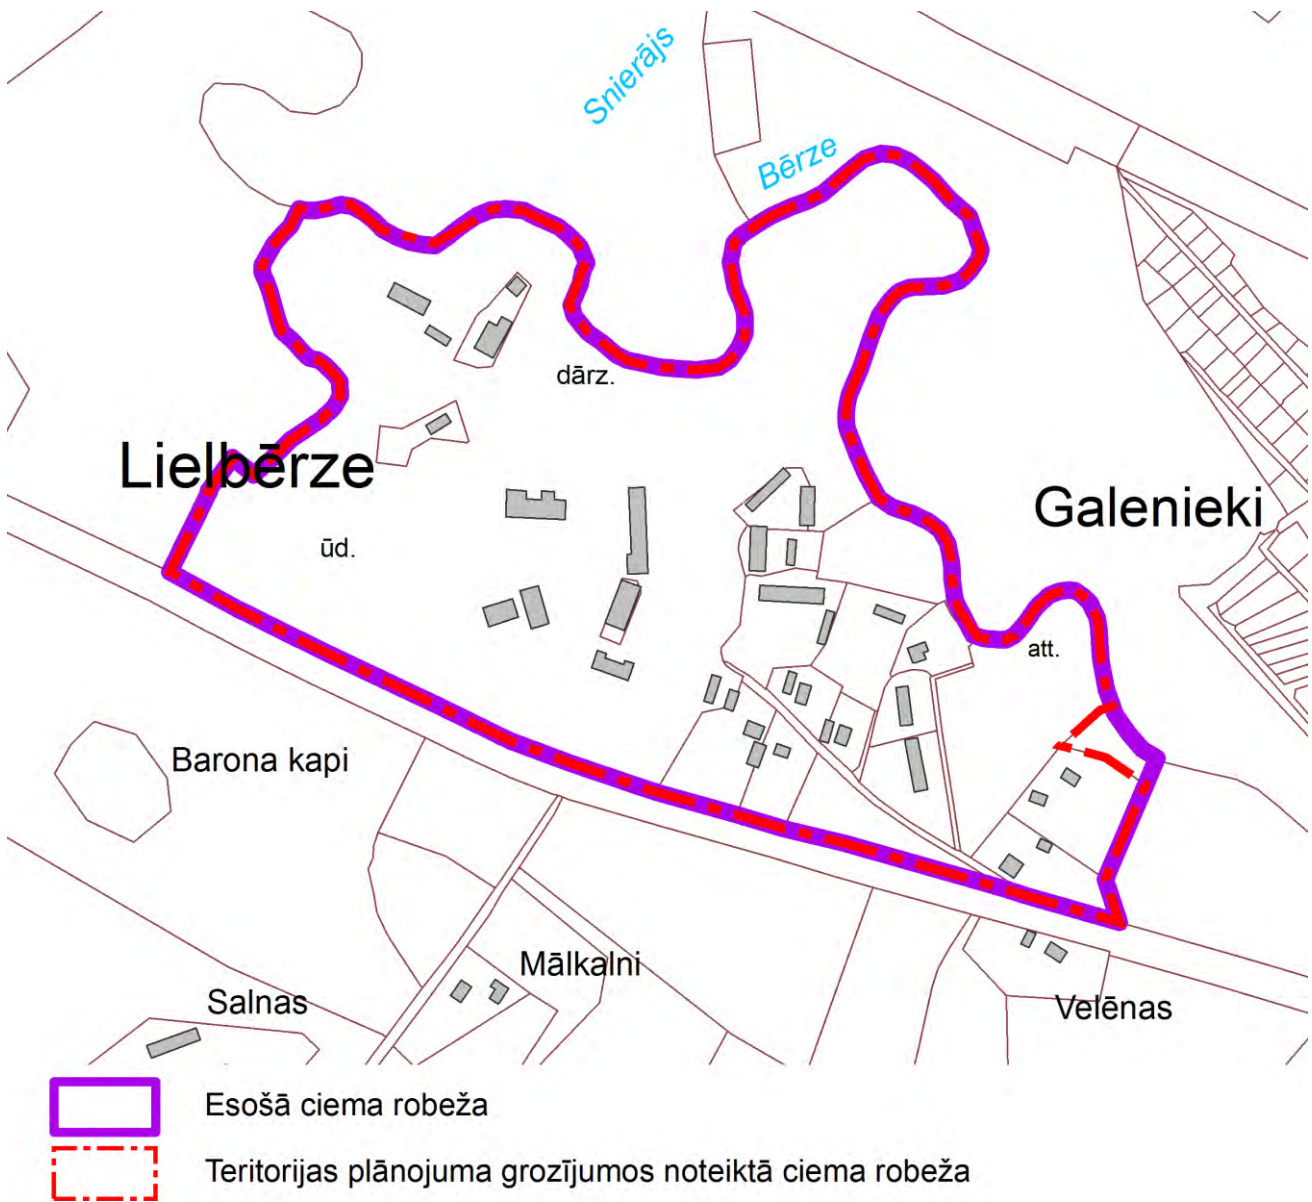 Snierājs
Bērze
dārz.
Lielbērze
Galenieki
ūd.
att.
Barona kapi
Mālkalni
Salnas
Velēnas
Esošā ciema robeža
Teritorijas plānojuma grozījumos noteiktā ciema robeža